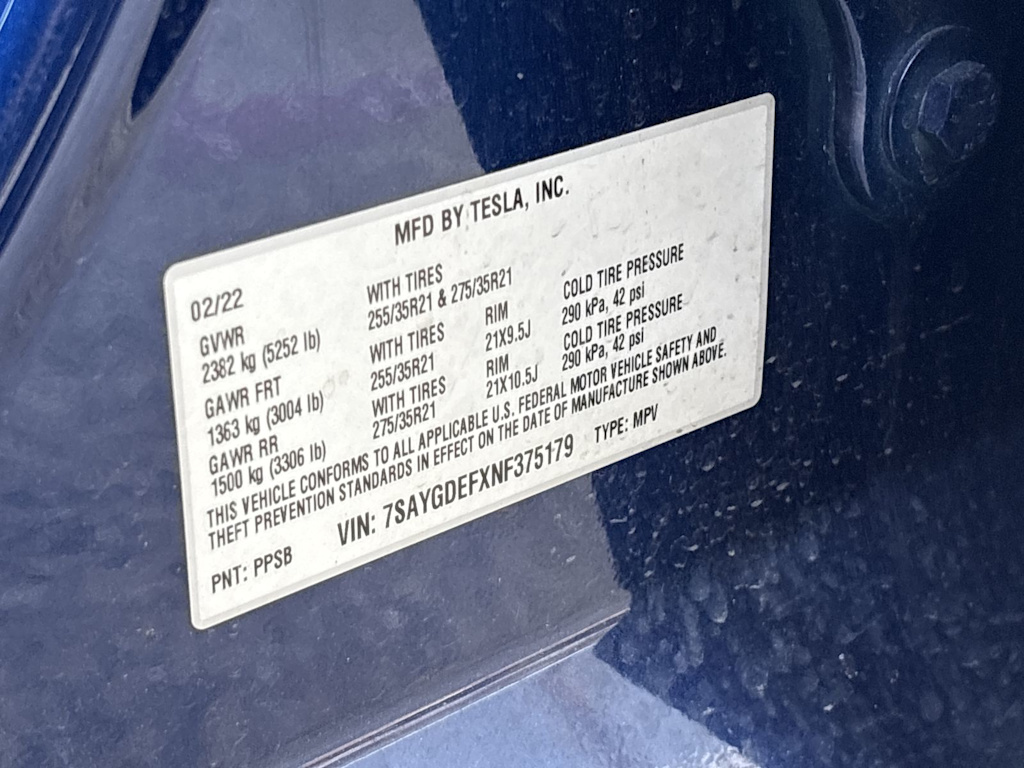 MFD BY TESLA, INC.
02/22
GVWR WITH TIRES
2382 kg (5252 lb) 255/35R21 & 275/35R21
GAWR FRT WITH TIRES RIM COLD TIRE PRESSURE
1363 kg (3004 lb) 255/35R21 21X9.5J 290 kPa, 42 psi
GAWR RR WITH TIRES RIM COLD TIRE PRESSURE
1500 kg (3306 lb) 275/35R21 21X10.5J 290 kPa, 42 psi
THIS VEHICLE CONFORMS TO ALL APPLICABLE U.S. FEDERAL MOTOR VEHICLE SAFETY AND
THEFT PREVENTION STANDARDS IN EFFECT ON THE DATE OF MANUFACTURE SHOWN ABOVE.
VIN: 7SAYGDEFXNF375179 TYPE: MPV
PNT: PPSB